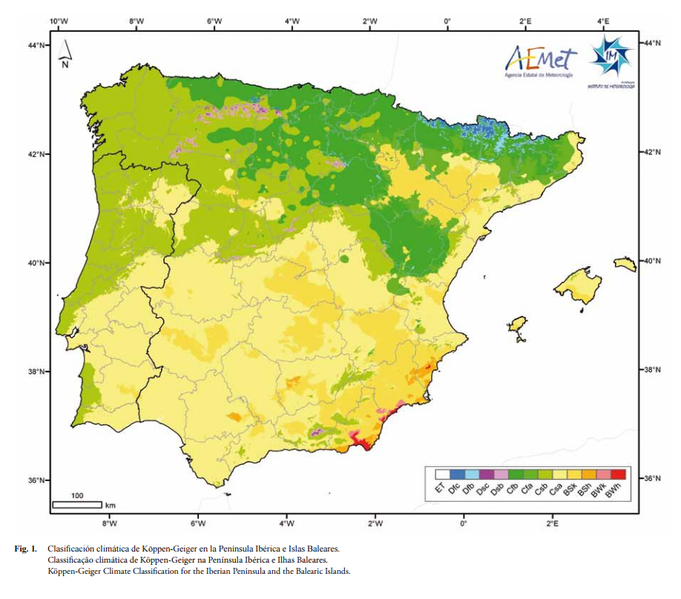 10°W 8°W 6°W 4°W 2°W 0° 2°E 4°E
44°N 44°N
N
AEMet
Agencia Estatal de Meteorología
IM
INSTITUTO DE METEOROLOGIA
42°N 42°N
40°N 40°N
38°N 38°N
36°N 36°N
ET Dfc Dfb Dsc Dsb Cfb Cfa Csb Csa BSk BSh BWk BWh
100
km
8°W 6°W 4°W 2°W 0° 2°E
Fig. I. Clasificación climática de Köppen-Geiger en la Península Ibérica e Islas Baleares.
Classificação climática de Köppen-Geiger na Península Ibérica e Ilhas Baleares.
Köppen-Geiger Climate Classification for the Iberian Peninsula and the Balearic Islands.